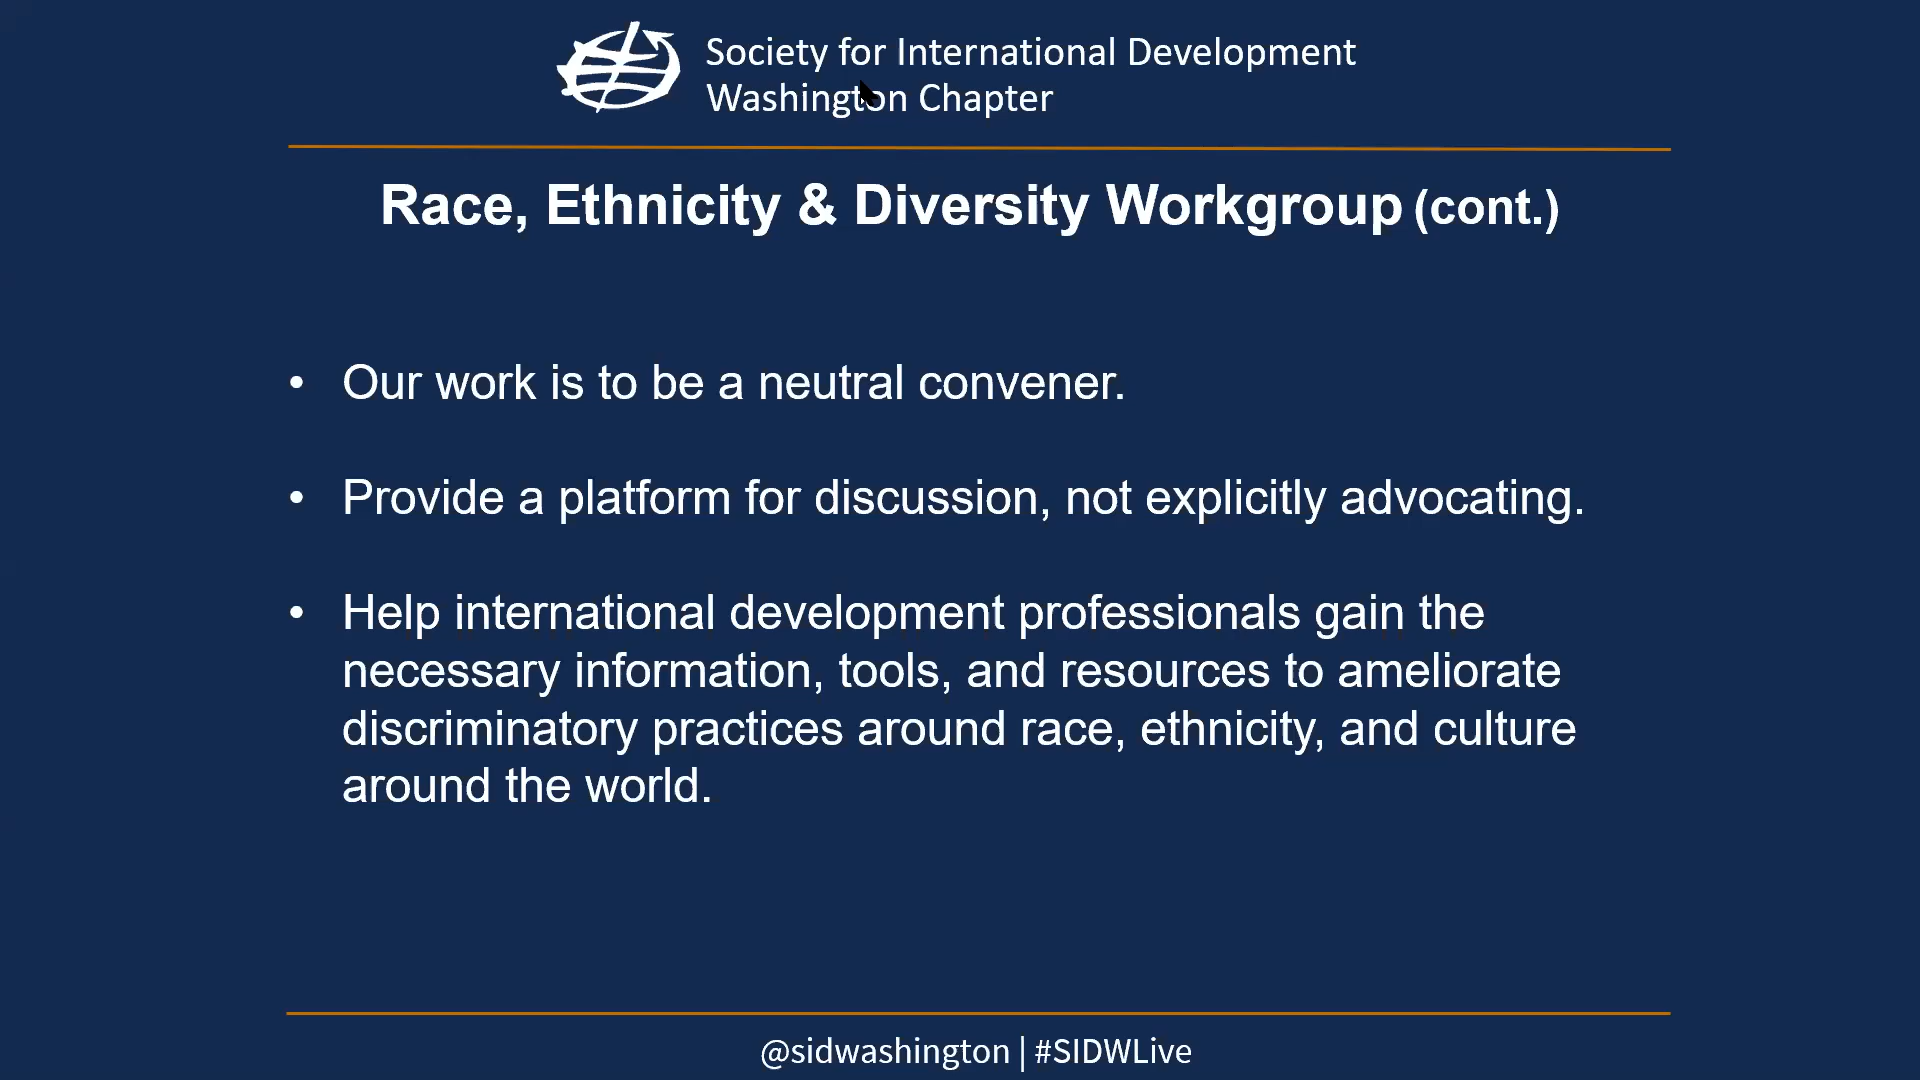 Society for International Development
Washington Chapter
Race, Ethnicity & Diversity Workgroup (cont.)
• Our work is to be a neutral convener.
• Provide a platform for discussion, not explicitly advocating.
• Help international development professionals gain the
necessary information, tools, and resources to ameliorate
discriminatory practices around race, ethnicity, and culture
around the world.
@sidwashington | #SIDWLive